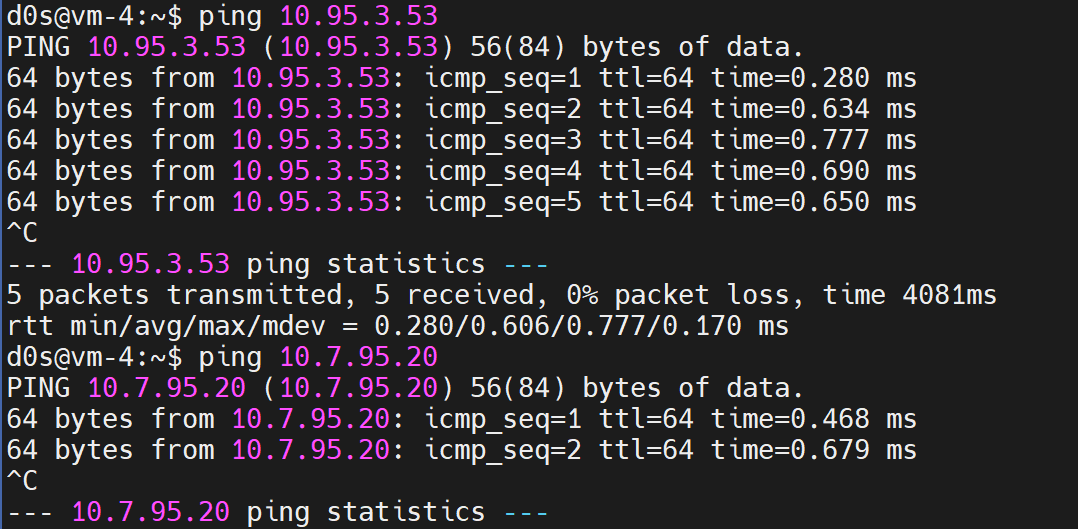 d0s@vm-4:~$ ping 10.95.3.53
PING 10.95.3.53 (10.95.3.53) 56(84) bytes of data.
64 bytes from 10.95.3.53: icmp_seq=1 ttl=64 time=0.280 ms
64 bytes from 10.95.3.53: icmp_seq=2 ttl=64 time=0.634 ms
64 bytes from 10.95.3.53: icmp_seq=3 ttl=64 time=0.777 ms
64 bytes from 10.95.3.53: icmp_seq=4 ttl=64 time=0.690 ms
64 bytes from 10.95.3.53: icmp_seq=5 ttl=64 time=0.650 ms
^C
--- 10.95.3.53 ping statistics ---
5 packets transmitted, 5 received, 0% packet loss, time 4081ms
rtt min/avg/max/mdev = 0.280/0.606/0.777/0.170 ms
d0s@vm-4:~$ ping 10.7.95.20
PING 10.7.95.20 (10.7.95.20) 56(84) bytes of data.
64 bytes from 10.7.95.20: icmp_seq=1 ttl=64 time=0.468 ms
64 bytes from 10.7.95.20: icmp_seq=2 ttl=64 time=0.679 ms
^C
--- 10.7.95.20 ping statistics ---